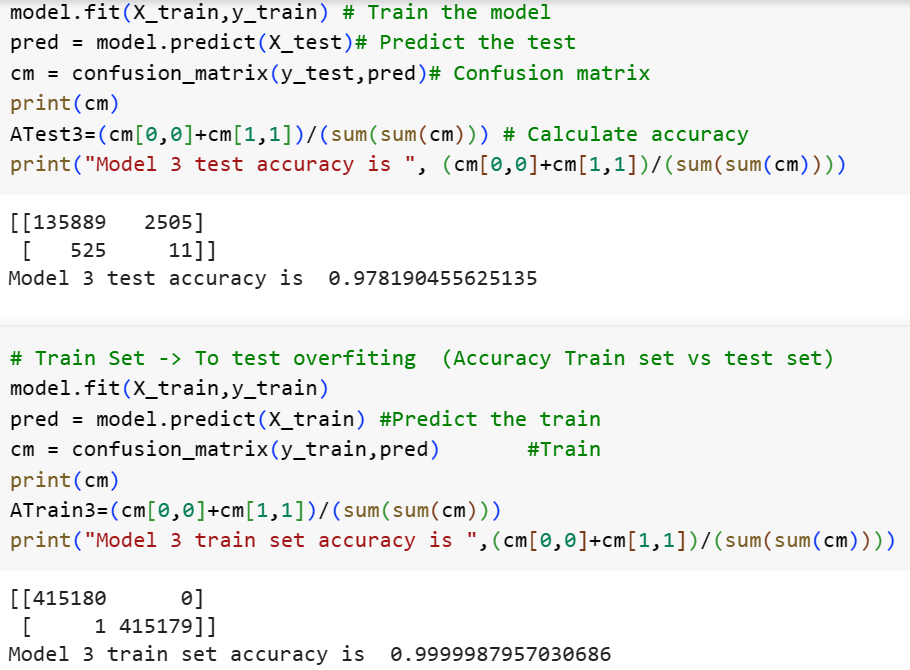 model.fit(X_train,y_train) # Train the model
pred = model.predict(X_test)# Predict the test
cm = confusion_matrix(y_test,pred)# Confusion matrix
print(cm)
ATest3=(cm[0,0]+cm[1,1])/(sum(sum(cm))) # Calculate accuracy
print("Model 3 test accuracy is ", (cm[0,0]+cm[1,1])/(sum(sum(cm))))
[[135889   2505]
 [   525     11]]
Model 3 test accuracy is  0.978190455625135
# Train Set -> To test overfiting  (Accuracy Train set vs test set)
model.fit(X_train,y_train)
pred = model.predict(X_train) #Predict the train
cm = confusion_matrix(y_train,pred)       #Train
print(cm)
ATrain3=(cm[0,0]+cm[1,1])/(sum(sum(cm)))
print("Model 3 train set accuracy is ",(cm[0,0]+cm[1,1])/(sum(sum(cm))))
[[415180      0]
 [     1 415179]]
Model 3 train set accuracy is  0.9999987957030686